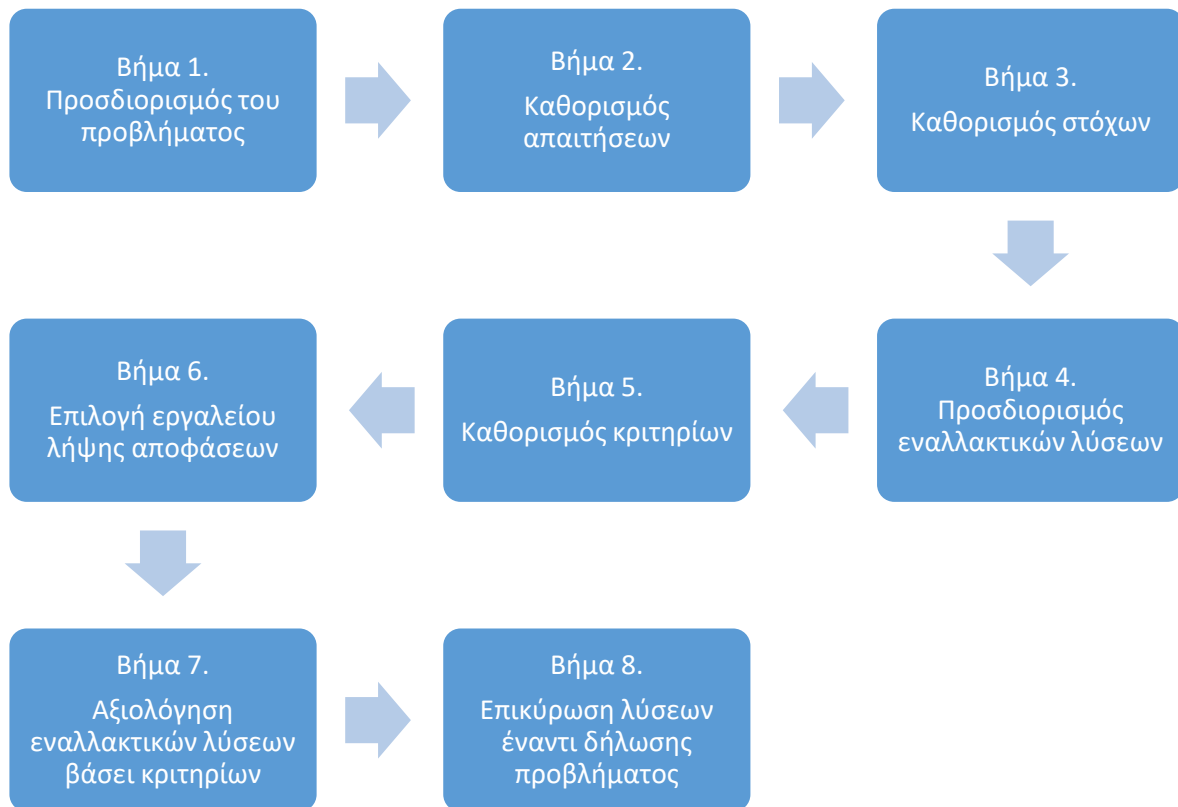 Βήμα 1.
Προσδιορισμός του
προβλήματος
Βήμα 2.
Καθορισμός
απαιτήσεων
Βήμα 3.
Καθορισμός στόχων
Βήμα 4.
Προσδιορισμός
εναλλακτικών λύσεων
Βήμα 5.
Καθορισμός κριτηρίων
Βήμα 6.
Επιλογή εργαλείου
λήψης αποφάσεων
Βήμα 7.
Αξιολόγηση
εναλλακτικών λύσεων
βάσει κριτηρίων
Βήμα 8.
Επικύρωση λύσεων
έναντι δήλωσης
προβλήματος